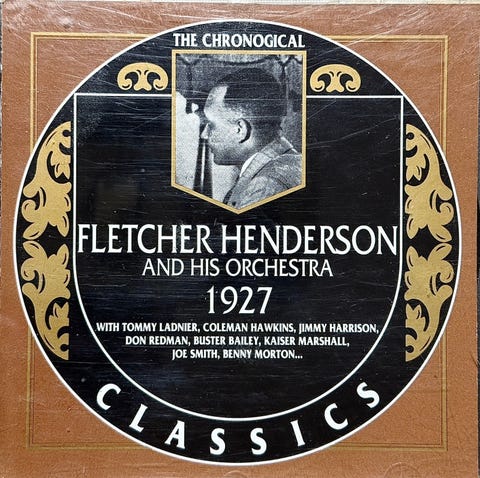 THE CHRONOGICAL
FLETCHER HENDERSON
AND HIS ORCHESTRA
1927
WITH TOMMY LADNIER, COLEMAN HAWKINS, JIMMY HARRISON,
DON REDMAN, BUSTER BAILEY, KAISER MARSHALL,
JOE SMITH, BENNY MORTON...
CLASSICS